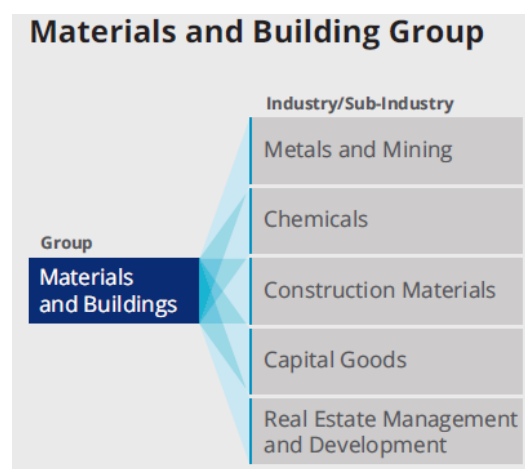 Materials and Building Group
Industry/Sub-Industry
Metals and Mining
Chemicals
Group
Materials
and Buildings
Construction Materials
Capital Goods
Real Estate Management
and Development